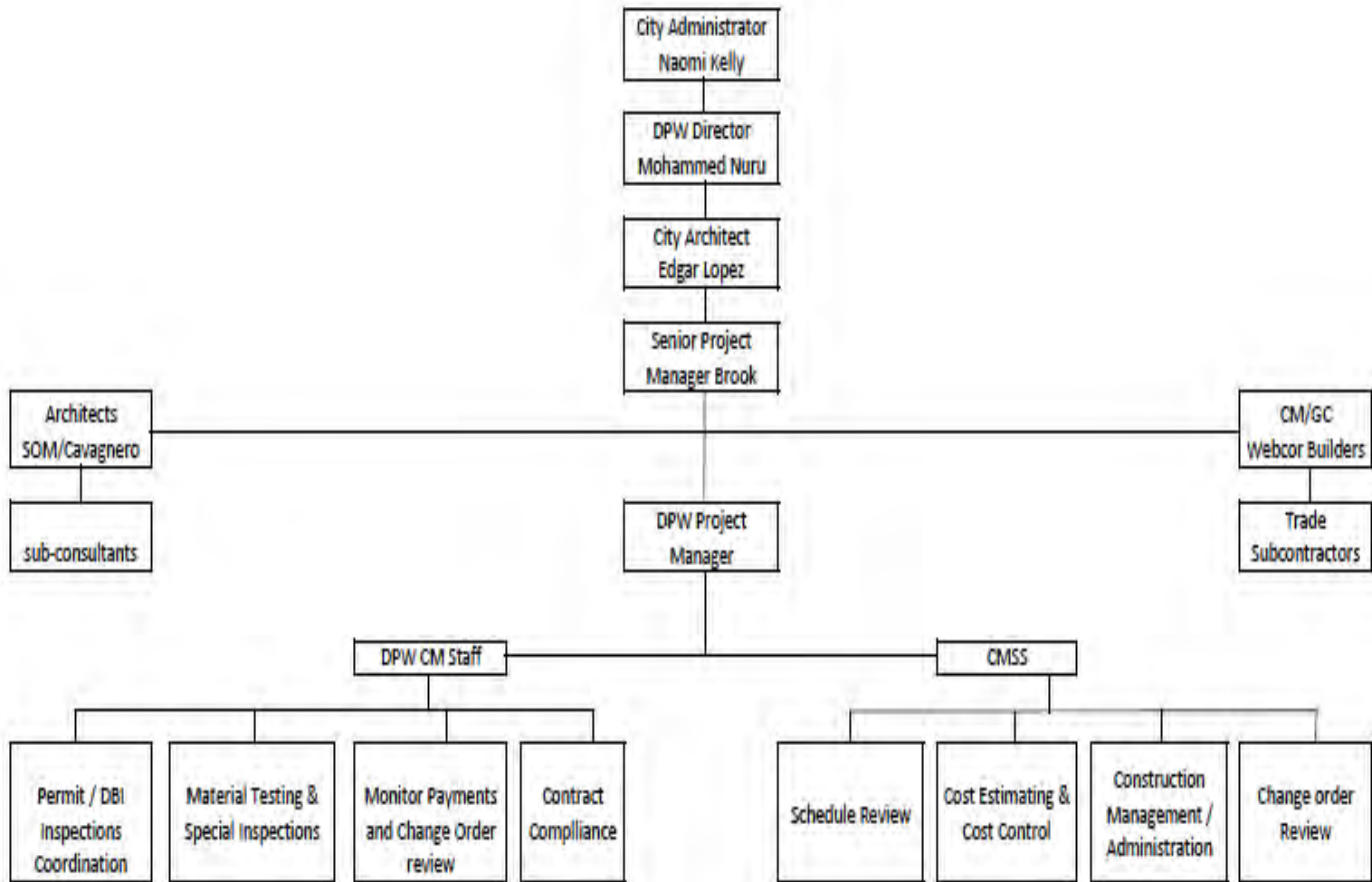 City Administrator
Naomi Kelly
DPW Director
Mohammed Nuru
City Architect
Edgar Lopez
Senior Project
Manager Brook
Architects
SOM/Cavagnero
CM/GC
Webcor Builders
sub-consultants
DPW Project
Manager
Trade
Subcontractors
DPW CM Staff
CMSS
Permit / DBI
Inspections
Coordination
Material Testing &
Special Inspections
Monitor Payments
and Change Order
review
Contract
Complliance
Schedule Review
Cost Estimating &
Cost Control
Construction
Management /
Administration
Change order
Review